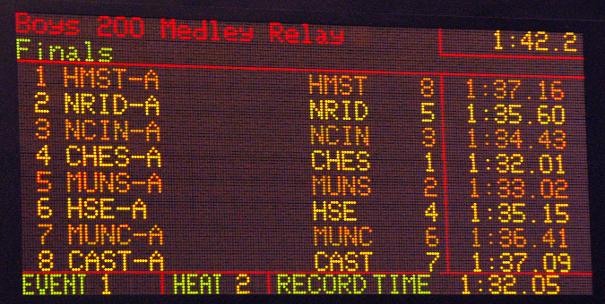 Boys 200 Medley Relay 1:42.2
Finals
1 HMST-A HMST 8 1:37.16
2 NRID-A NRID 5 1:35.60
3 NCIN-A NCIN 3 1:34.43
4 CHES-A CHES 1 1:32.01
5 MUNS-A MUNS 2 1:33.02
6 HSE-A HSE 4 1:35.15
7 MUNC-A MUNC 6 1:36.41
8 CAST-A CAST 7 1:37.09
EVENT 1 HEAT 2 RECORD TIME 1:32.05